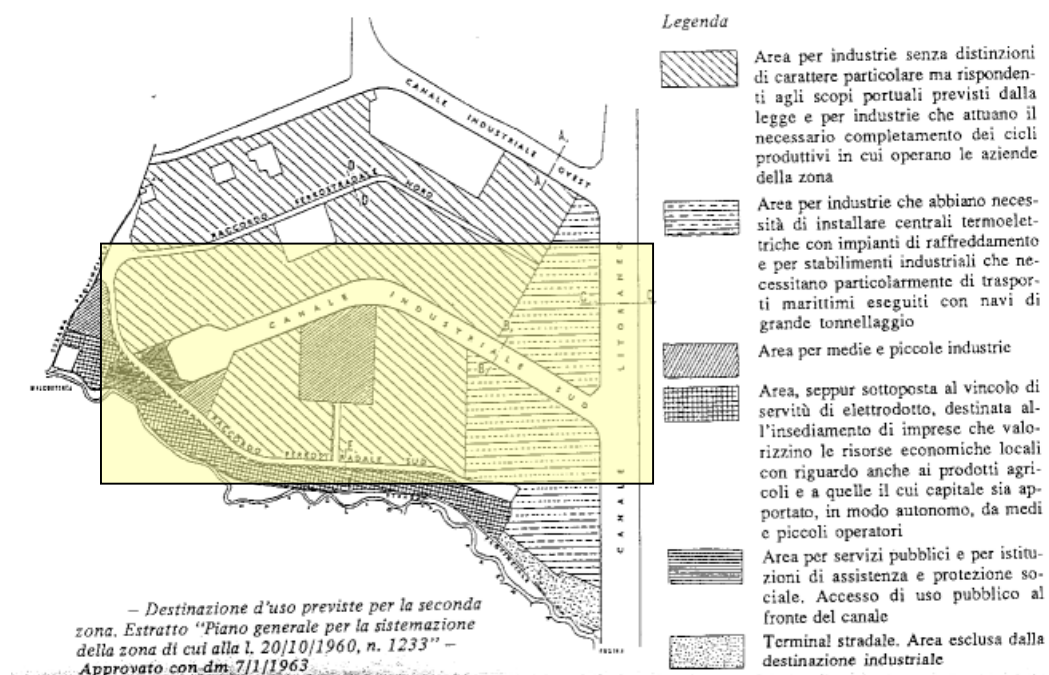 Legenda
Area per industrie senza distinzioni
di carattere particolare ma risponden-
ti agli scopi portuali previsti dalla
legge e per industrie che attuano il
necessario completamento dei cicli
produttivi in cui operano le aziende
della zona
Area per industrie che abbiano neces-
sità di installare centrali termoelet-
triche con impianti di raffreddamento
e per stabilimenti industriali che ne-
cessitano particolarmente di traspor-
ti marittimi eseguiti con navi di
grande tonnellaggio
Area per medie e piccole industrie
Area, seppur sottoposta al vincolo di
servitù di elettrodotto, destinata al-
l'insediamento di imprese che valo-
rizzino le risorse economiche locali
con riguardo anche ai prodotti agri-
coli e a quelle il cui capitale sia ap-
portato, in modo autonomo, da medi
e piccoli operatori
Area per servizi pubblici e per istitu-
zioni di assistenza e protezione so-
ciale. Accesso di uso pubblico al
fronte del canale
Terminal stradale. Area esclusa dalla
destinazione industriale
CANALE INDUSTRIALE OVEST
RACCORDO FERROSTRADALE NORD
CANALE INDUSTRIALE SUD
RACCORDO SUD
CANALE LITORANEO
A
A
D
D
B
B
– Destinazione d'uso previste per la seconda
zona. Estratto "Piano generale per la sistemazione
della zona di cui alla l. 20/10/1960, n. 1233" –
Approvato con dm 7/1/1963